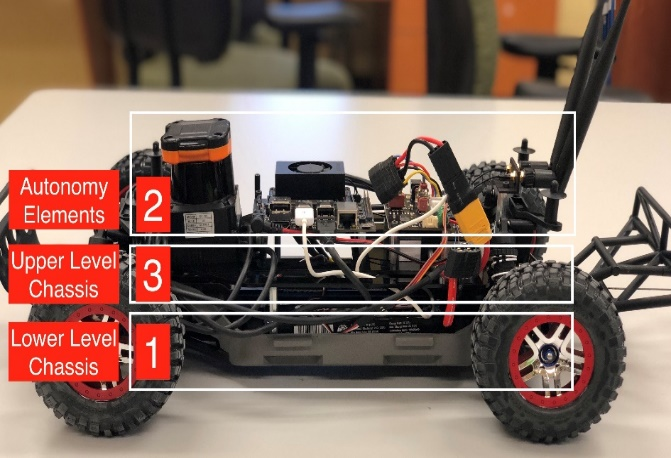 Autonomy
Elements
2
Upper Level
Chassis
3
Lower Level
Chassis
1